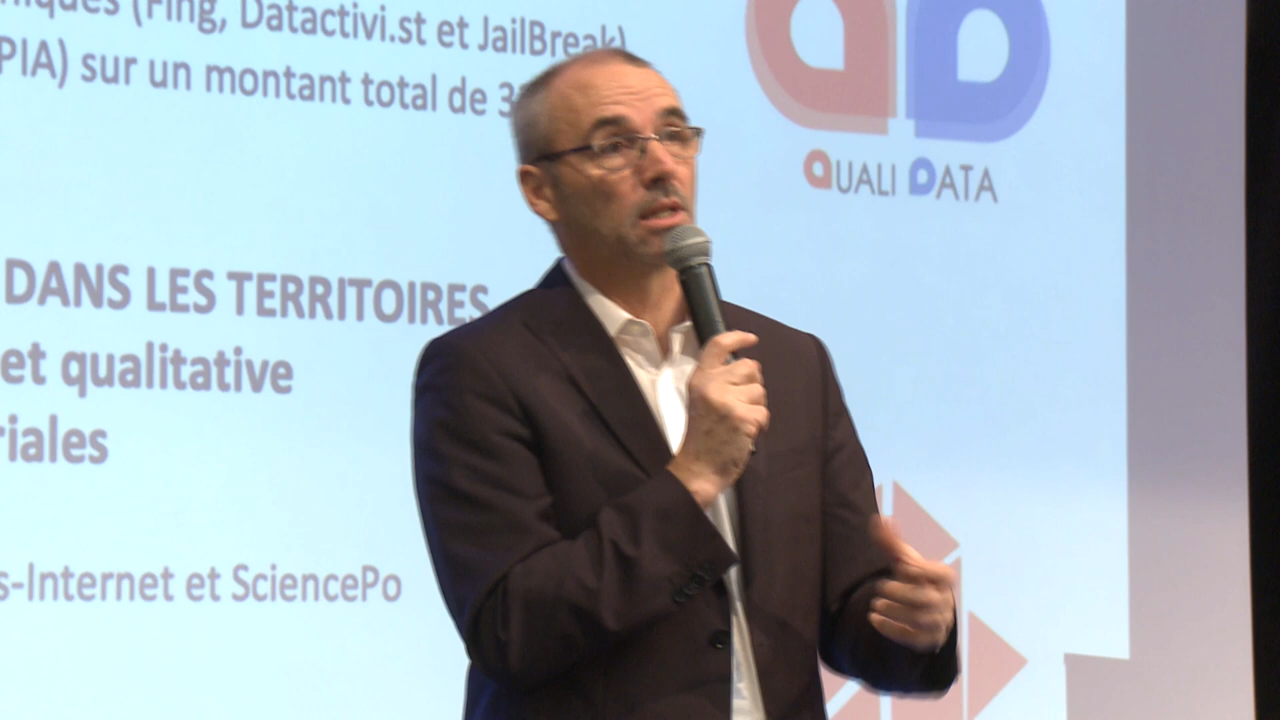 (Fing, Datactivi.st et JailBreak)
PIA) sur un montant total de 3
QUALI DATA
DANS LES TERRITOIRES
et qualitative
riales
s-Internet et SciencePo